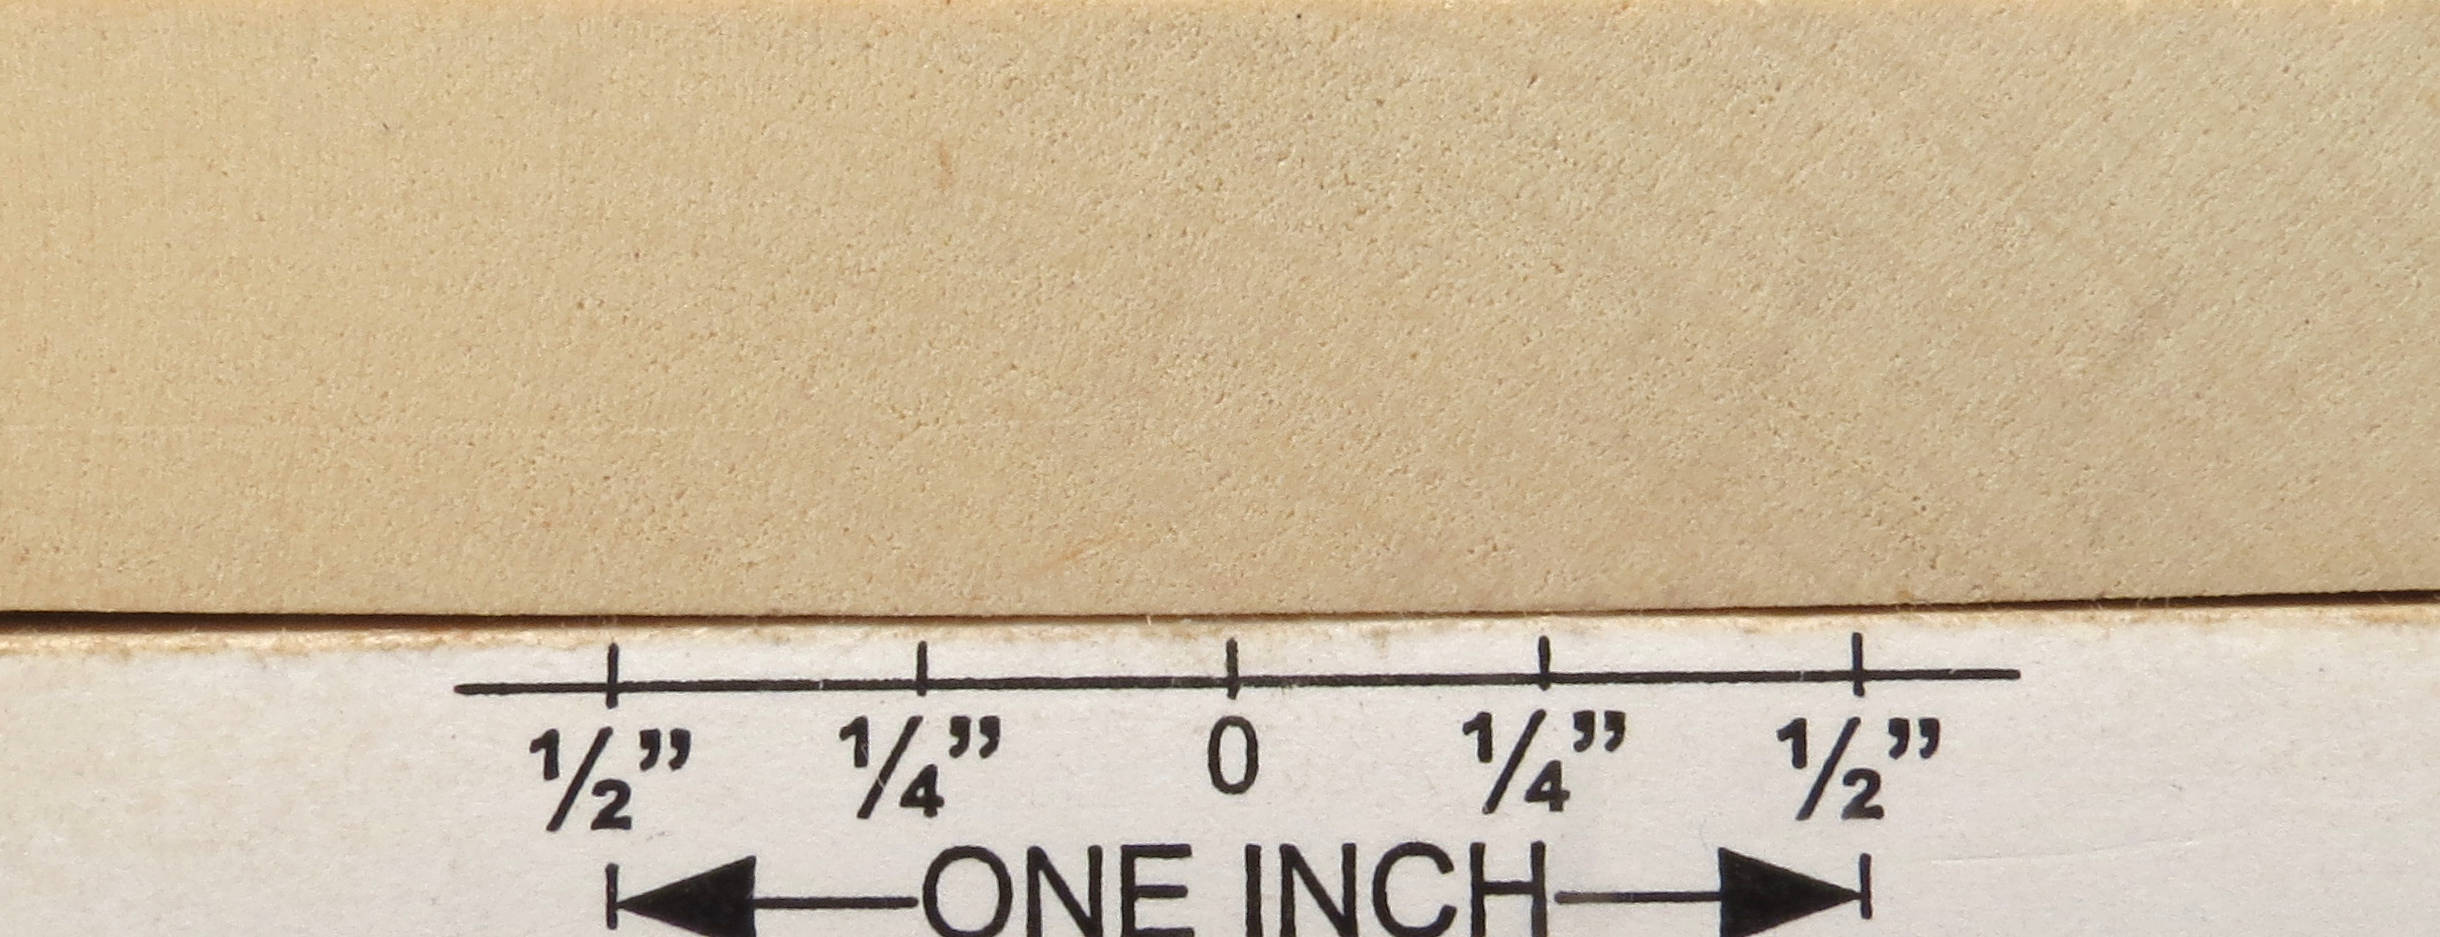 ½” ¼” 0 ¼” ½”
ONE INCH